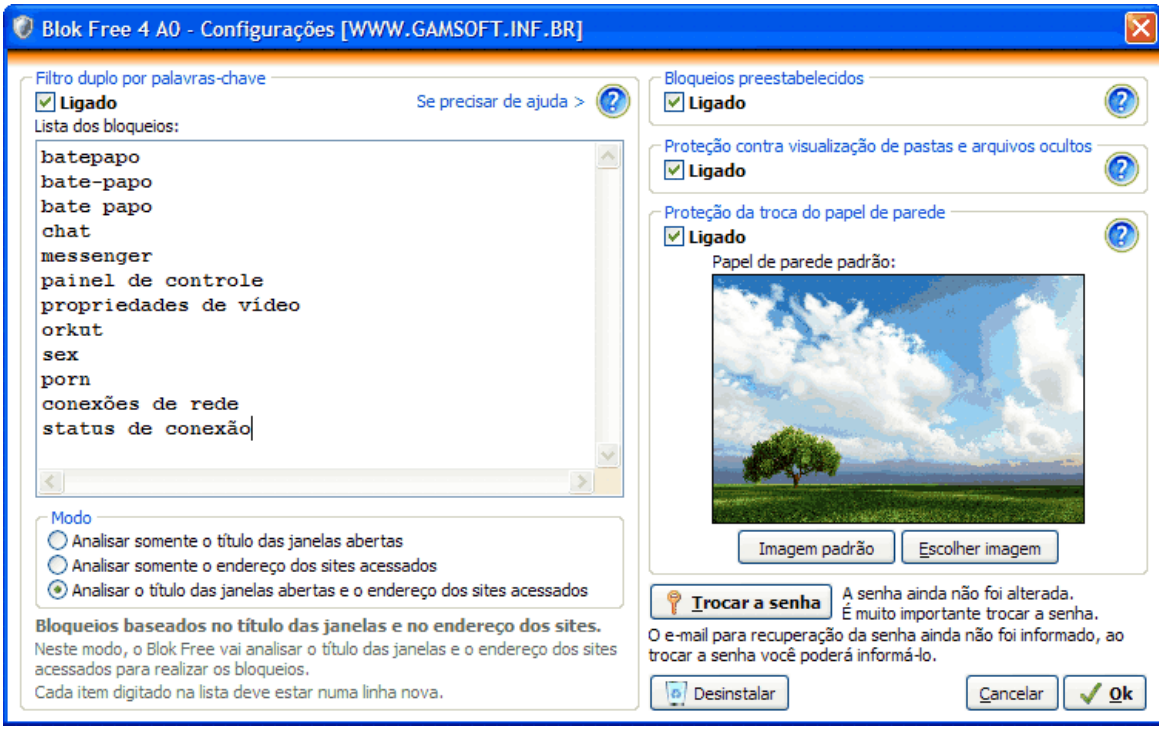 Blok Free 4 A0 - Configurações [WWW.GAMSOFT.INF.BR]
Filtro duplo por palavras-chave
Ligado
Se precisar de ajuda >
Lista dos bloqueios:
batepapo
bate-papo
bate papo
chat
messenger
painel de controle
propriedades de vídeo
orkut
sex
porn
conexões de rede
status de conexão
Modo
Analisar somente o título das janelas abertas
Analisar somente o endereço dos sites acessados
Analisar o título das janelas abertas e o endereço dos sites acessados
Bloqueios baseados no título das janelas e no endereço dos sites.
Neste modo, o Blok Free vai analisar o título das janelas e o endereço dos sites
acessados para realizar os bloqueios.
Cada item digitado na lista deve estar numa linha nova.
Bloqueios preestabelecidos
Ligado
Proteção contra visualização de pastas e arquivos ocultos
Ligado
Proteção da troca do papel de parede
Ligado
Papel de parede padrão:
Imagem padrão
Escolher imagem
Trocar a senha
A senha ainda não foi alterada.
É muito importante trocar a senha.
O e-mail para recuperação da senha ainda não foi informado, ao
trocar a senha você poderá informá-lo.
Desinstalar
Cancelar
Ok